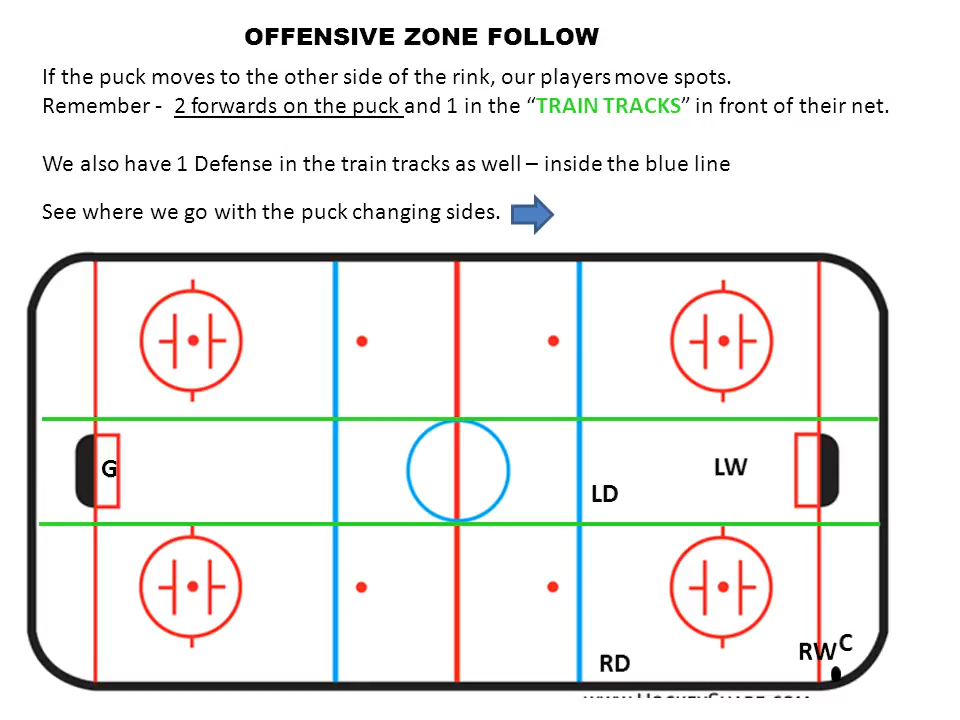 OFFENSIVE ZONE FOLLOW
If the puck moves to the other side of the rink, our players move spots.
Remember - 2 forwards on the puck and 1 in the “TRAIN TRACKS” in front of their net.
We also have 1 Defense in the train tracks as well – inside the blue line
See where we go with the puck changing sides.
G
LW
LD
RD
RW
C
www.HockeyShare.com